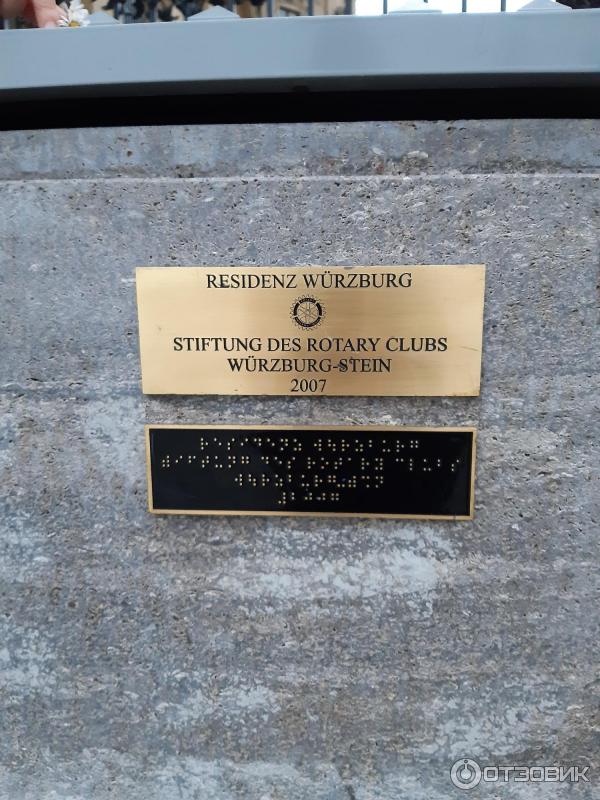 RESIDENZ WÜRZBURG
STIFTUNG DES ROTARY CLUBS
WÜRZBURG-STEIN
2007
ОТЗОВИК